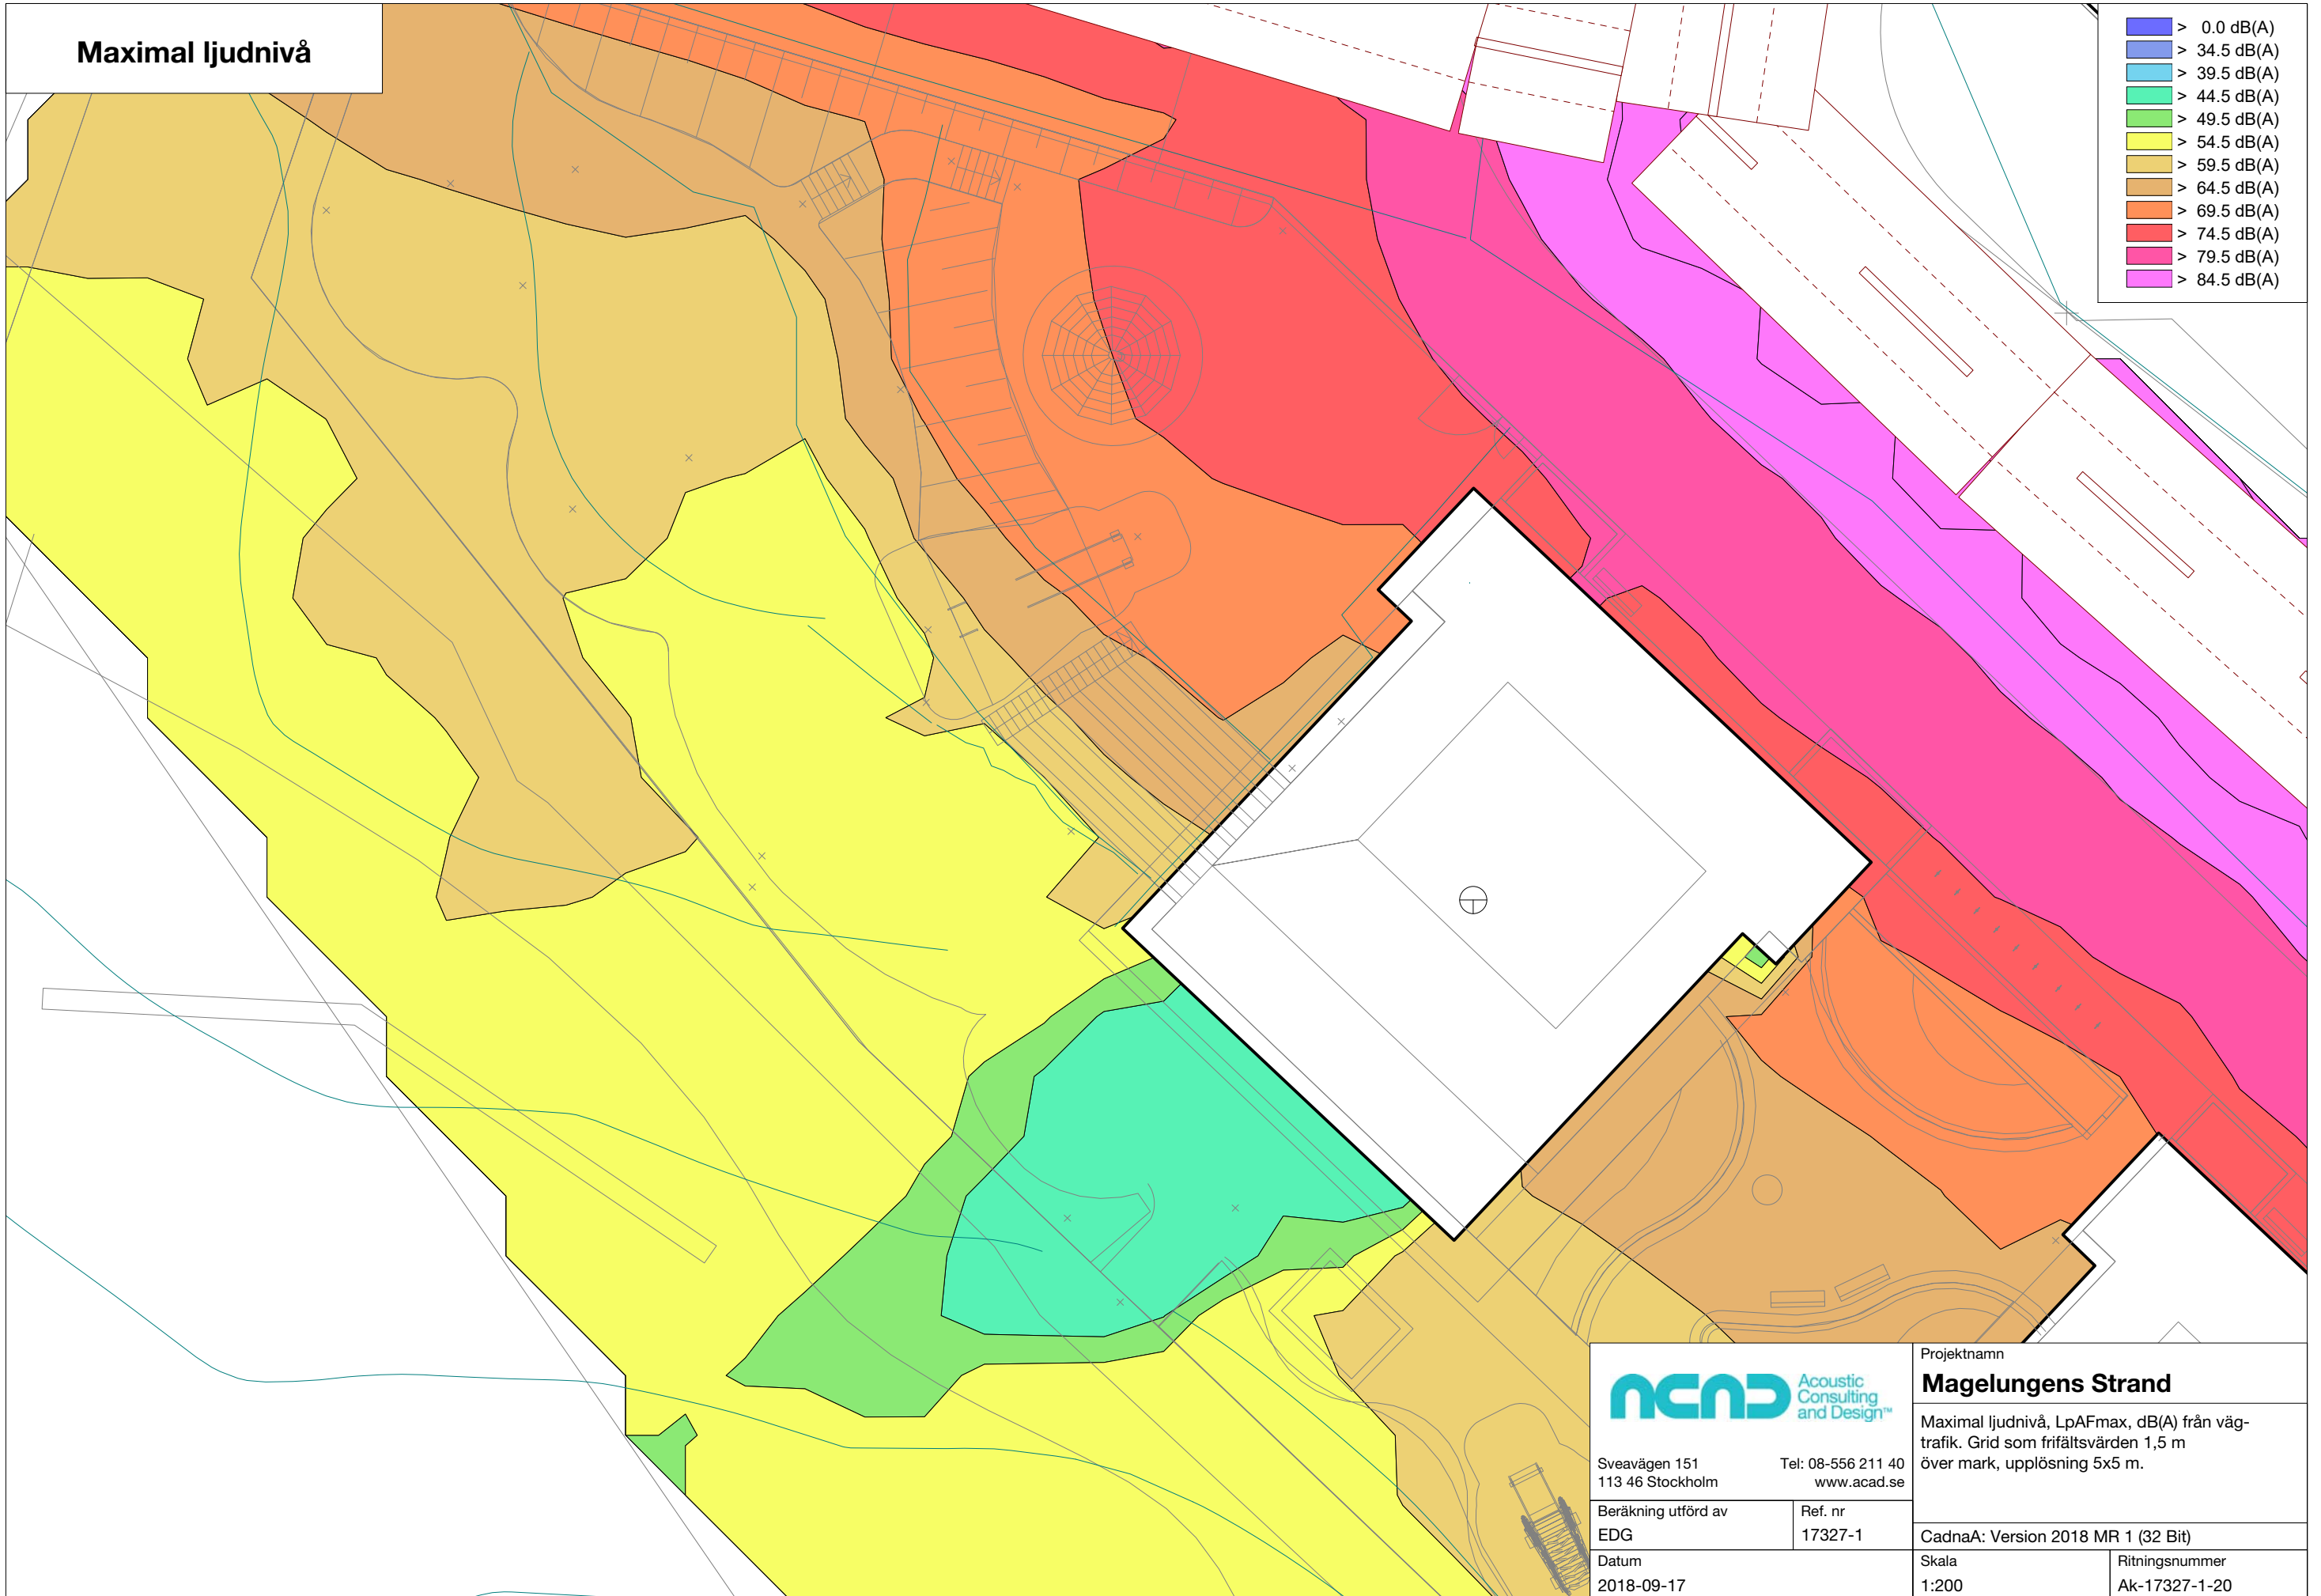 Maximal ljudnivå
> 0.0 dB(A)
> 34.5 dB(A)
> 39.5 dB(A)
> 44.5 dB(A)
> 49.5 dB(A)
> 54.5 dB(A)
> 59.5 dB(A)
> 64.5 dB(A)
> 69.5 dB(A)
> 74.5 dB(A)
> 79.5 dB(A)
> 84.5 dB(A)
ACAD
Acoustic
Consulting
and Design™
Sveavägen 151
113 46 Stockholm
Tel: 08-556 211 40
www.acad.se
Beräkning utförd av
EDG
Ref. nr
17327-1
Datum
2018-09-17
Projektnamn
Magelungens Strand
Maximal ljudnivå, LpAFmax, dB(A) från väg-
trafik. Grid som frifältsvärden 1,5 m
över mark, upplösning 5x5 m.
CadnaA: Version 2018 MR 1 (32 Bit)
Skala
1:200
Ritningsnummer
Ak-17327-1-20